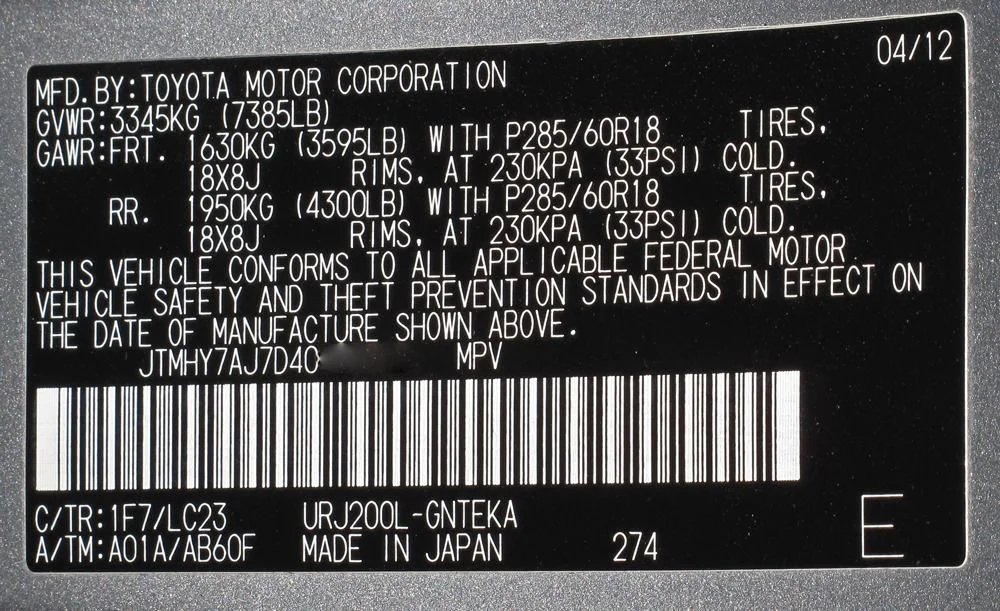 04/12
MFD. BY:TOYOTA MOTOR CORPORATION
GVWR:3345KG (7385LB)
GAWR:FRT. 1630KG (3595LB) WITH P285/60R18 TIRES,
18X8J RIMS, AT 230KPA (33PSI) COLD.
RR. 1950KG (4300LB) WITH P285/60R18 TIRES,
18X8J RIMS, AT 230KPA (33PSI) COLD.
THIS VEHICLE CONFORMS TO ALL APPLICABLE FEDERAL MOTOR
VEHICLE SAFETY AND THEFT PREVENTION STANDARDS IN EFFECT ON
THE DATE OF MANUFACTURE SHOWN ABOVE.
JTMHY7AJ7D40 MPV
C/TR:1F7/LC23 URJ200L-GNTEKA
A/TM:A01A/AB60F MADE IN JAPAN 274 E